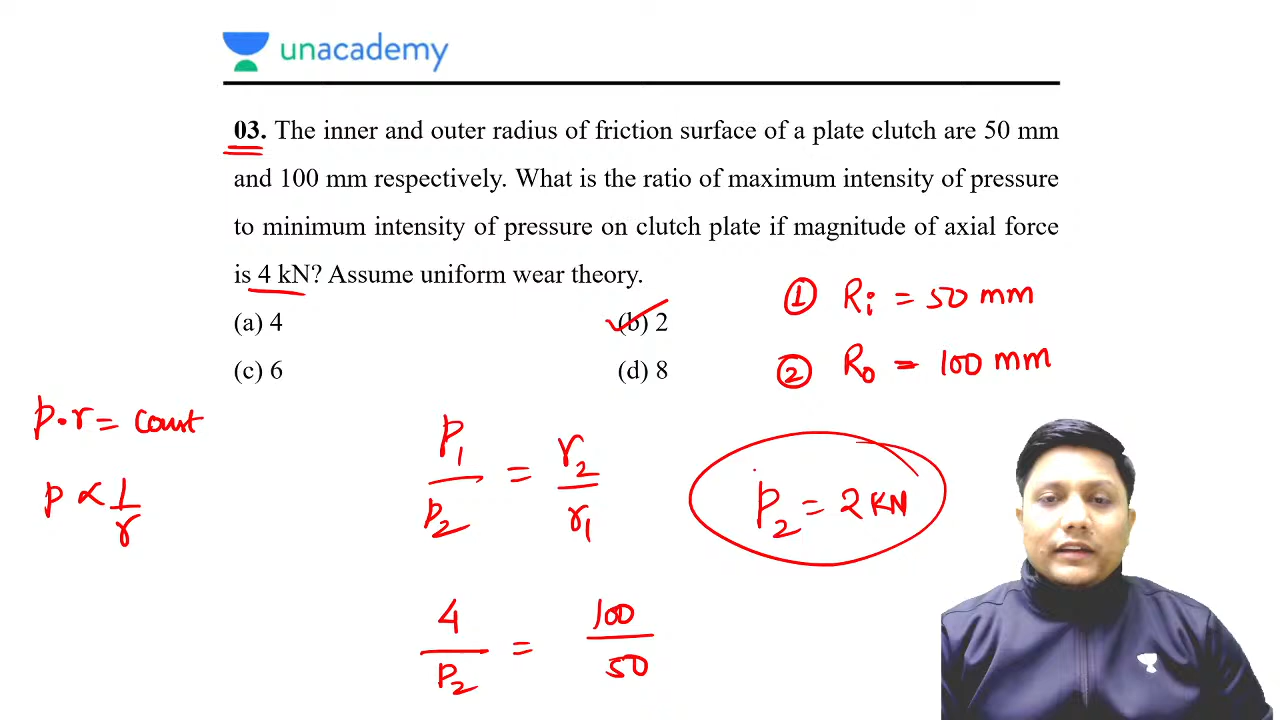 unacademy
03. The inner and outer radius of friction surface of a plate clutch are 50 mm
and 100 mm respectively. What is the ratio of maximum intensity of pressure
to minimum intensity of pressure on clutch plate if magnitude of axial force
is 4 kN? Assume uniform wear theory.
(a) 4 (b) 2
(c) 6 (d) 8
① Ri = 50 mm
② Ro = 100 mm
p.r = const
p ∝ 1/r
P1/P2 = r2/r1
P2 = 2 KN
4/P2 = 100/50